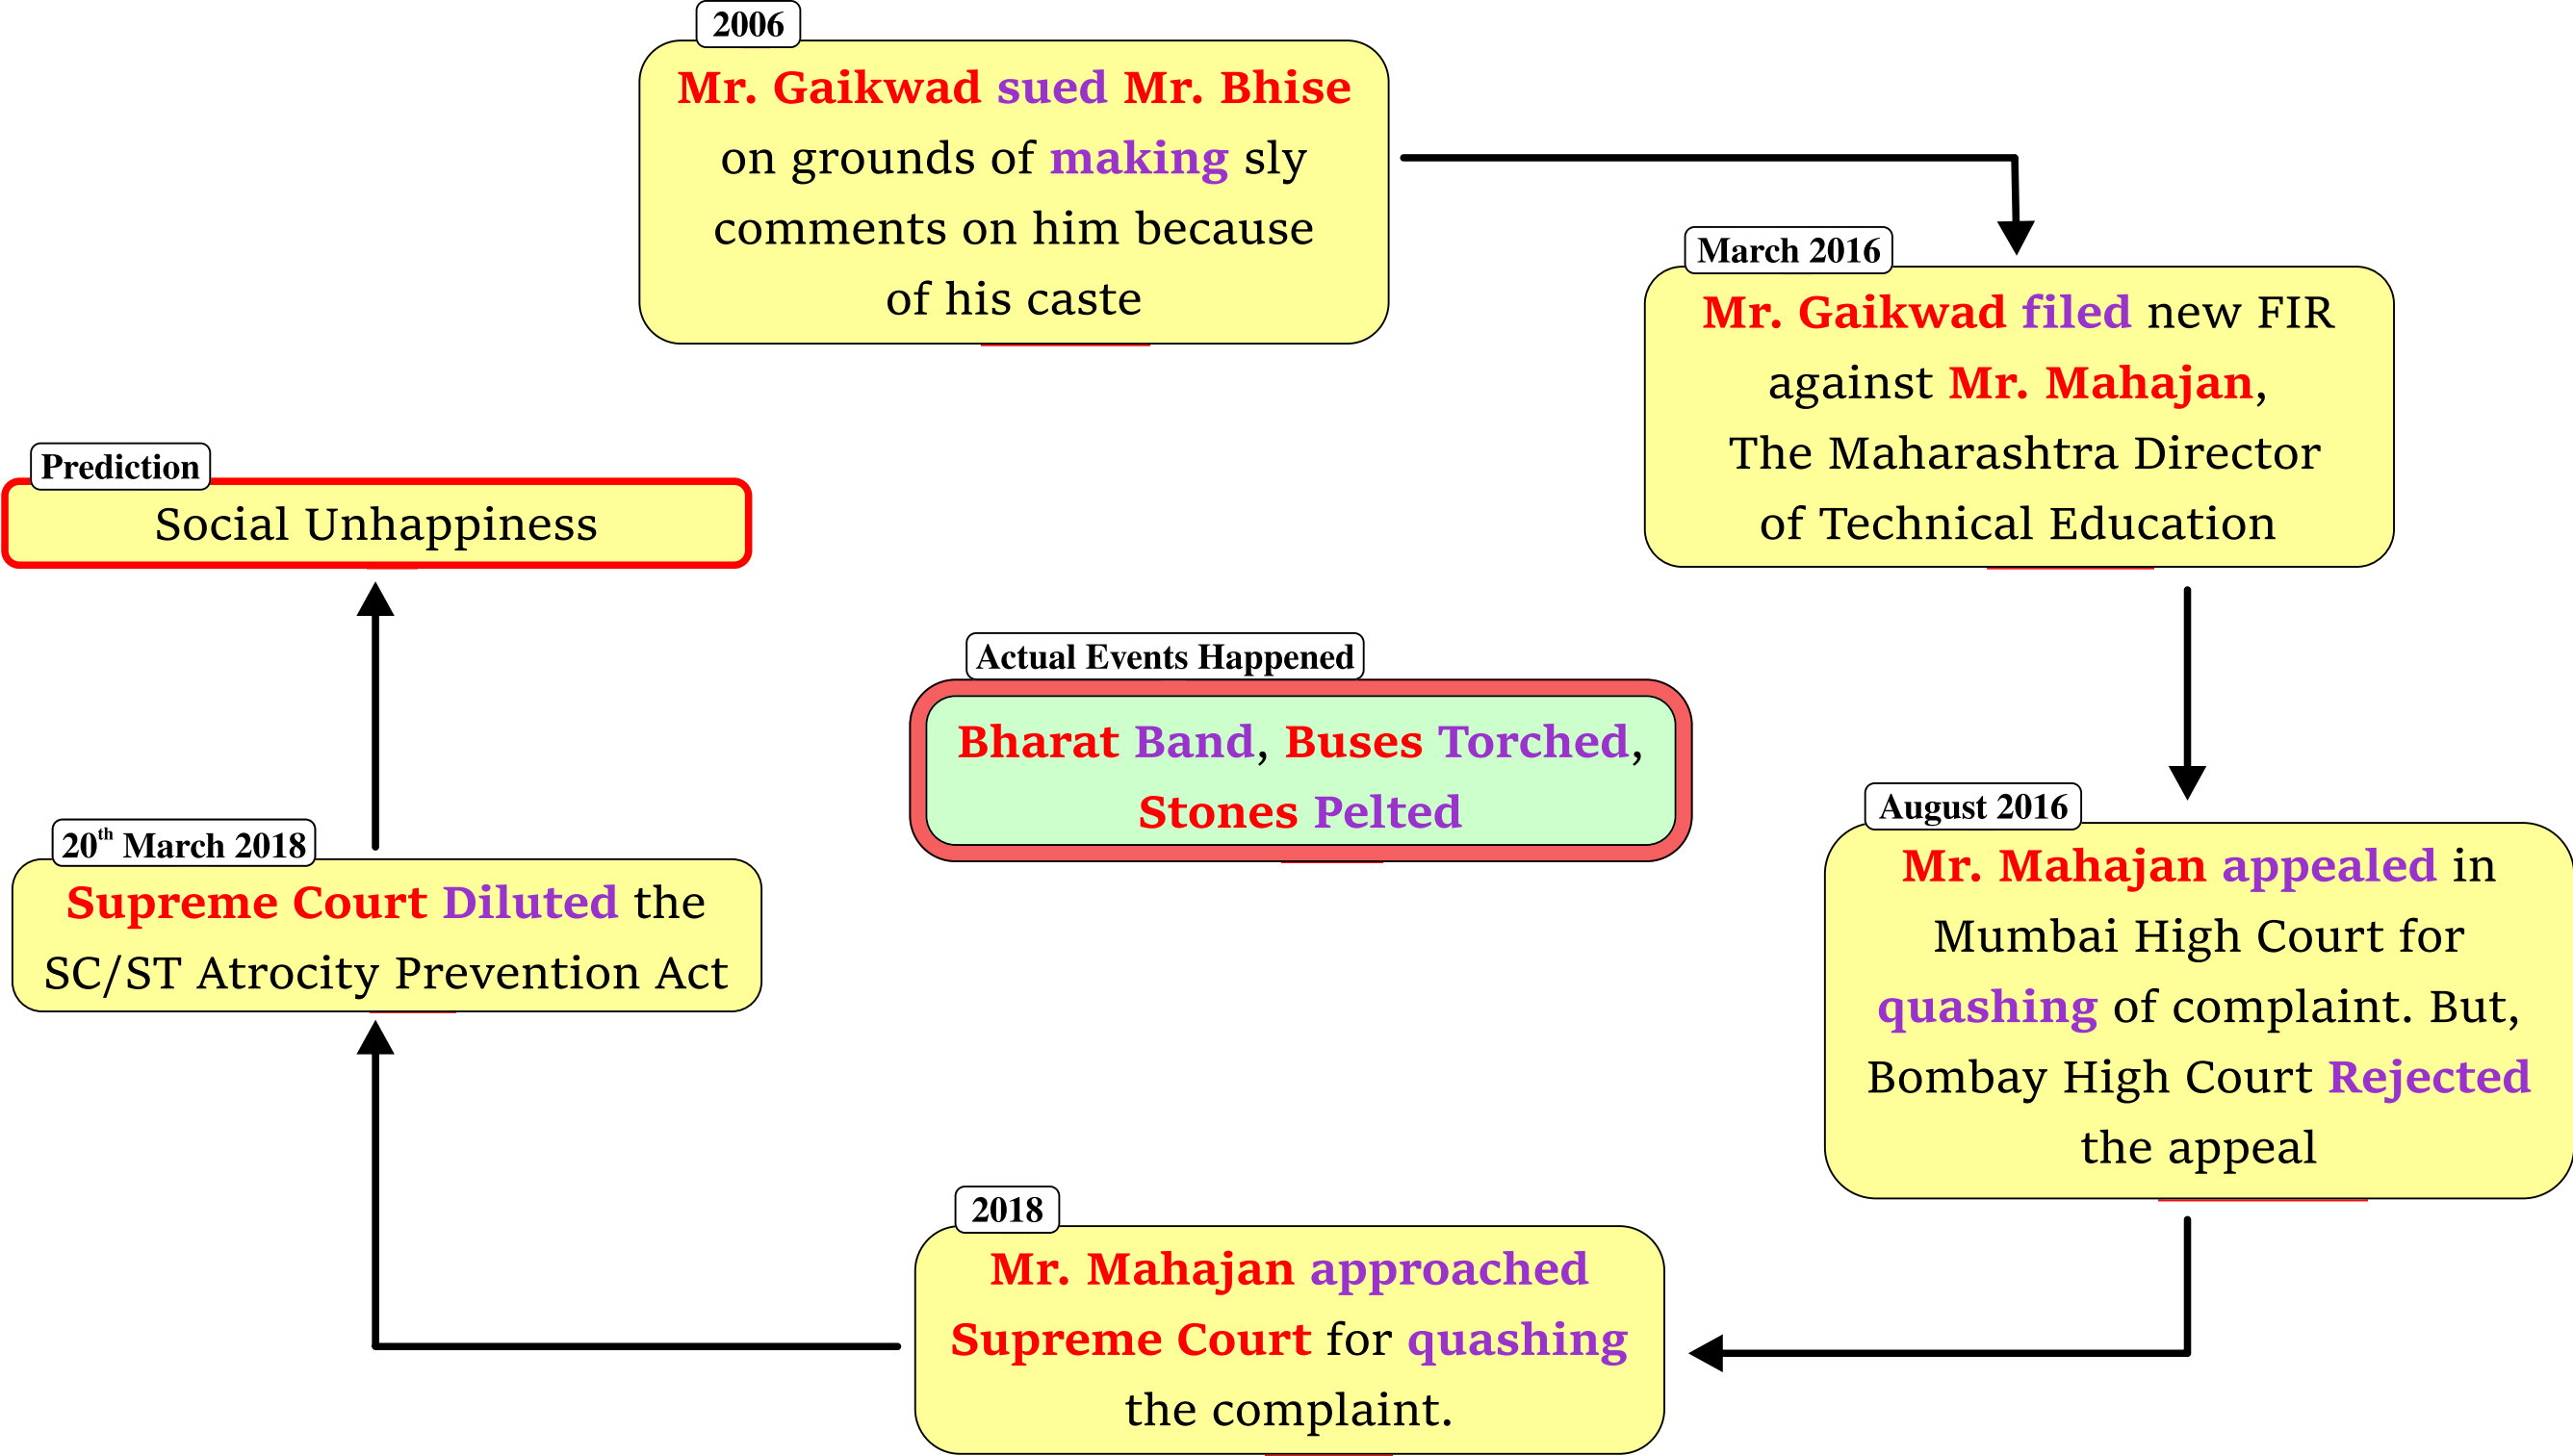 2006
Mr. Gaikwad sued Mr. Bhise
on grounds of making sly
comments on him because
of his caste
March 2016
Mr. Gaikwad filed new FIR
against Mr. Mahajan,
The Maharashtra Director
of Technical Education
Prediction
Social Unhappiness
Actual Events Happened
Bharat Band, Buses Torched,
Stones Pelted
August 2016
Mr. Mahajan appealed in
Mumbai High Court for
quashing of complaint. But,
Bombay High Court Rejected
the appeal
20th March 2018
Supreme Court Diluted the
SC/ST Atrocity Prevention Act
2018
Mr. Mahajan approached
Supreme Court for quashing
the complaint.